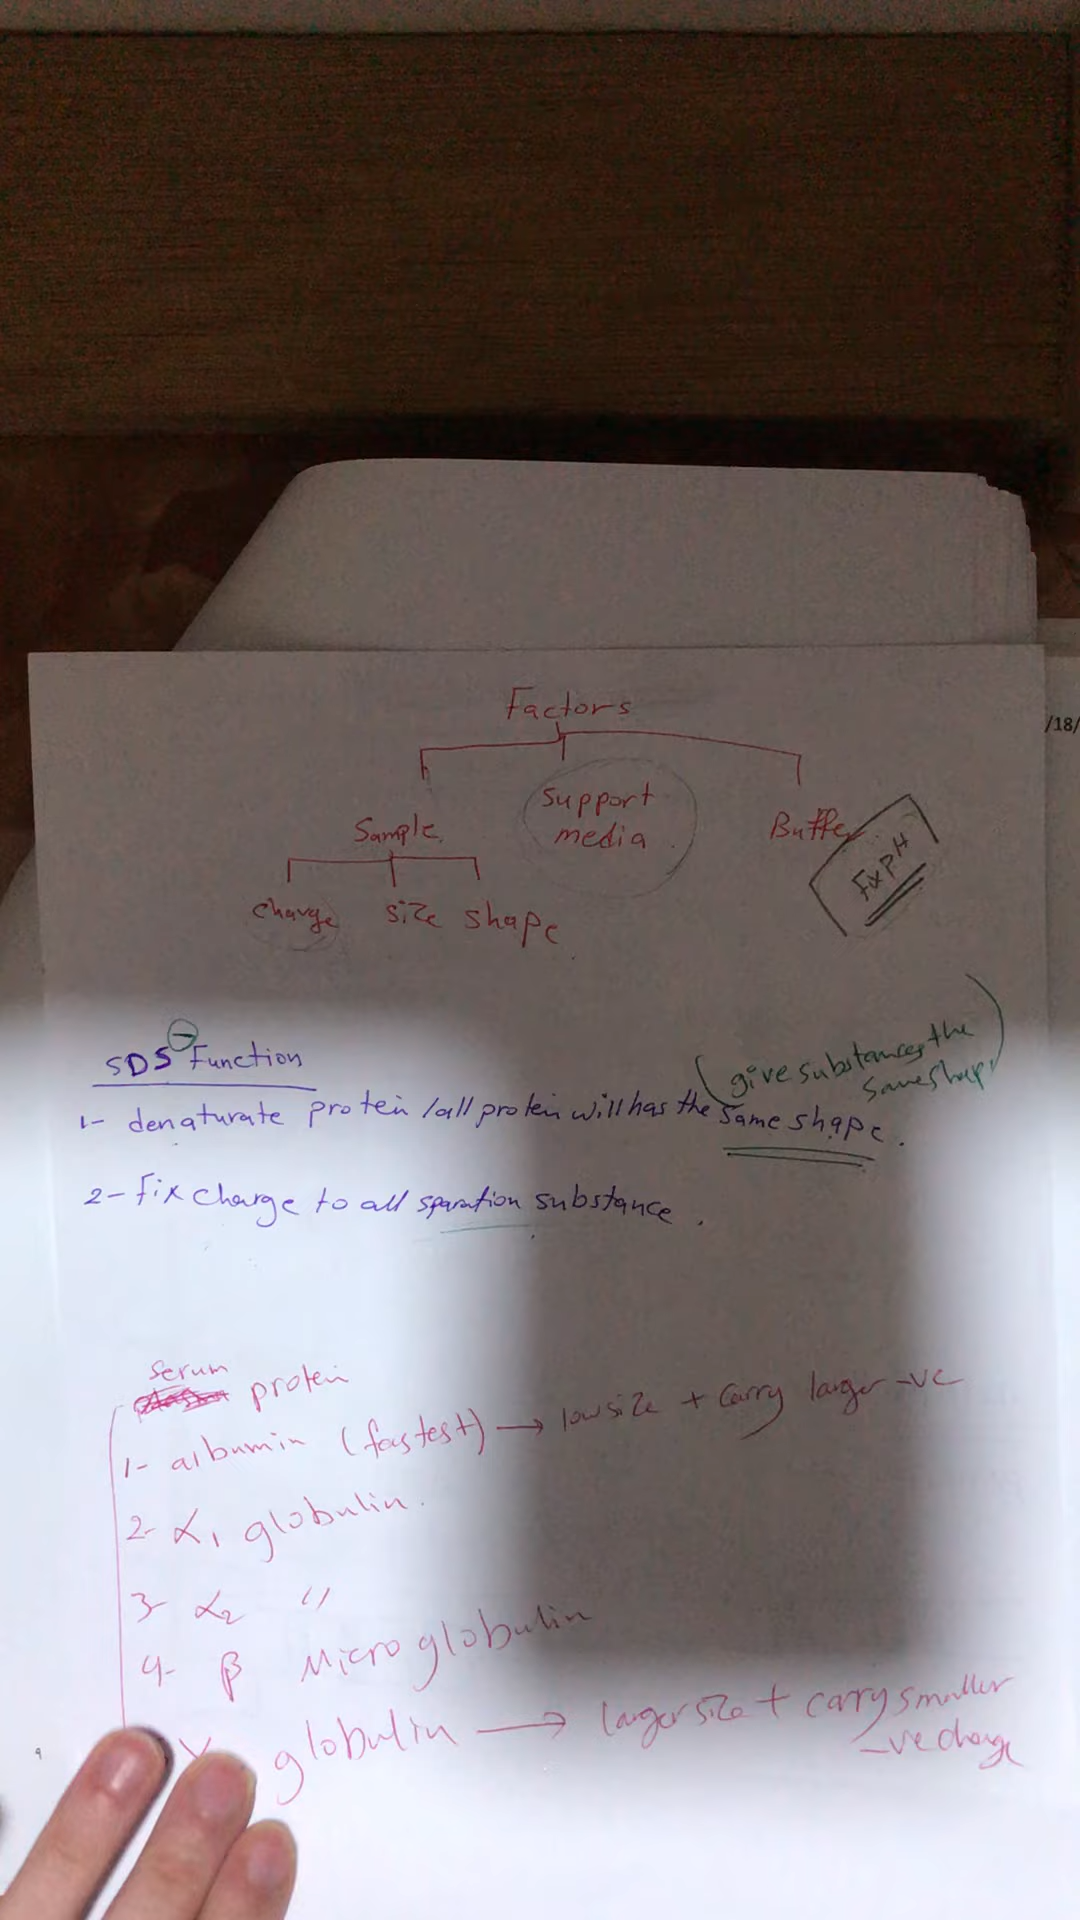 Factors
/18/
Sample
Support
media
Buffer
Fix PH
charge size shape
SDS Function
(give substances the
same shape)
1- denaturate protein /all protein will has the same shape.
2- Fix charge to all sparation substance.
serum
protein
1- albumin (fastest) → low size + carry larger -ve
2- α1 globulin.
3- α2 "
4- β Microglobulin
γ globulin → larger size + carry smaller
-ve charge
9